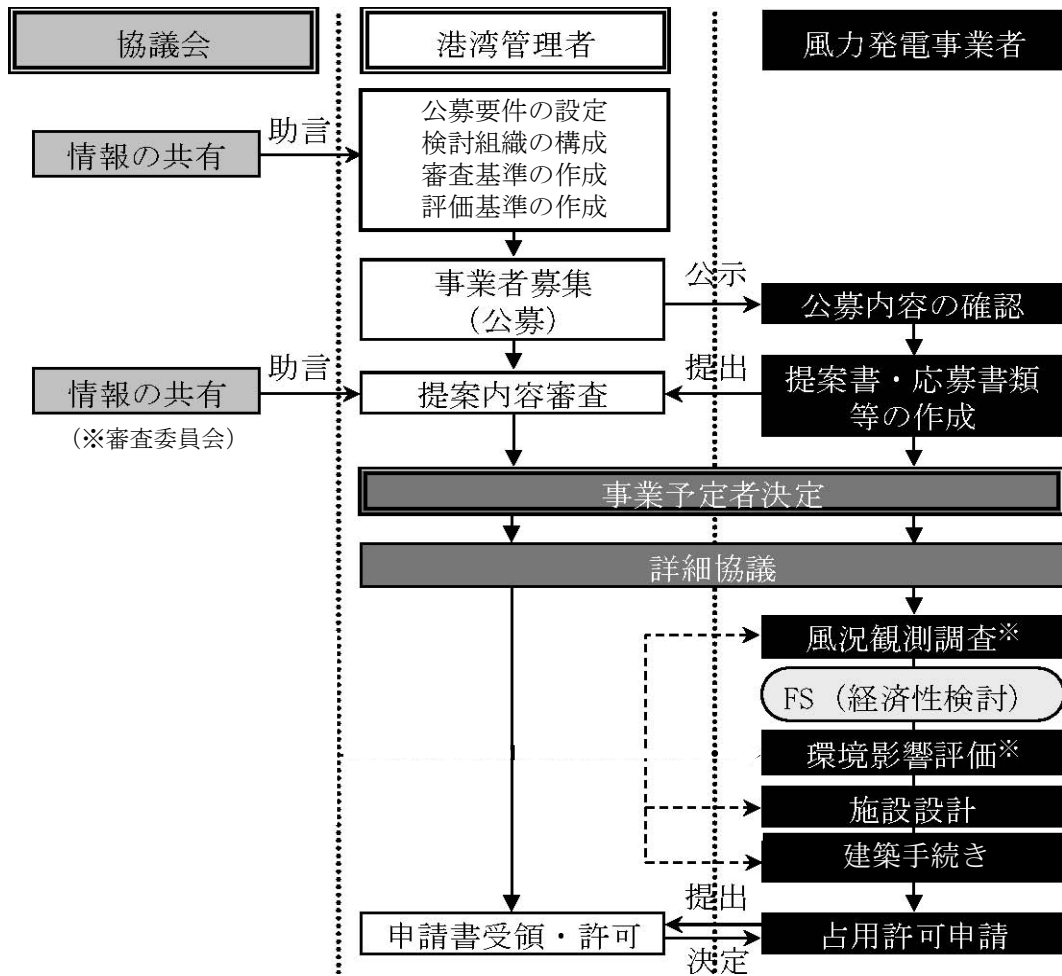 協議会
港湾管理者
風力発電事業者
公募要件の設定
検討組織の構成
審査基準の作成
評価基準の作成
助言
情報の共有
事業者募集
（公募）
公示
公募内容の確認
助言
情報の共有
（※審査委員会）
提案内容審査
提出
提案書・応募書類
等の作成
事業予定者決定
詳細協議
風況観測調査※
FS（経済性検討）
環境影響評価※
施設設計
建築手続き
提出
申請書受領・許可
決定
占用許可申請